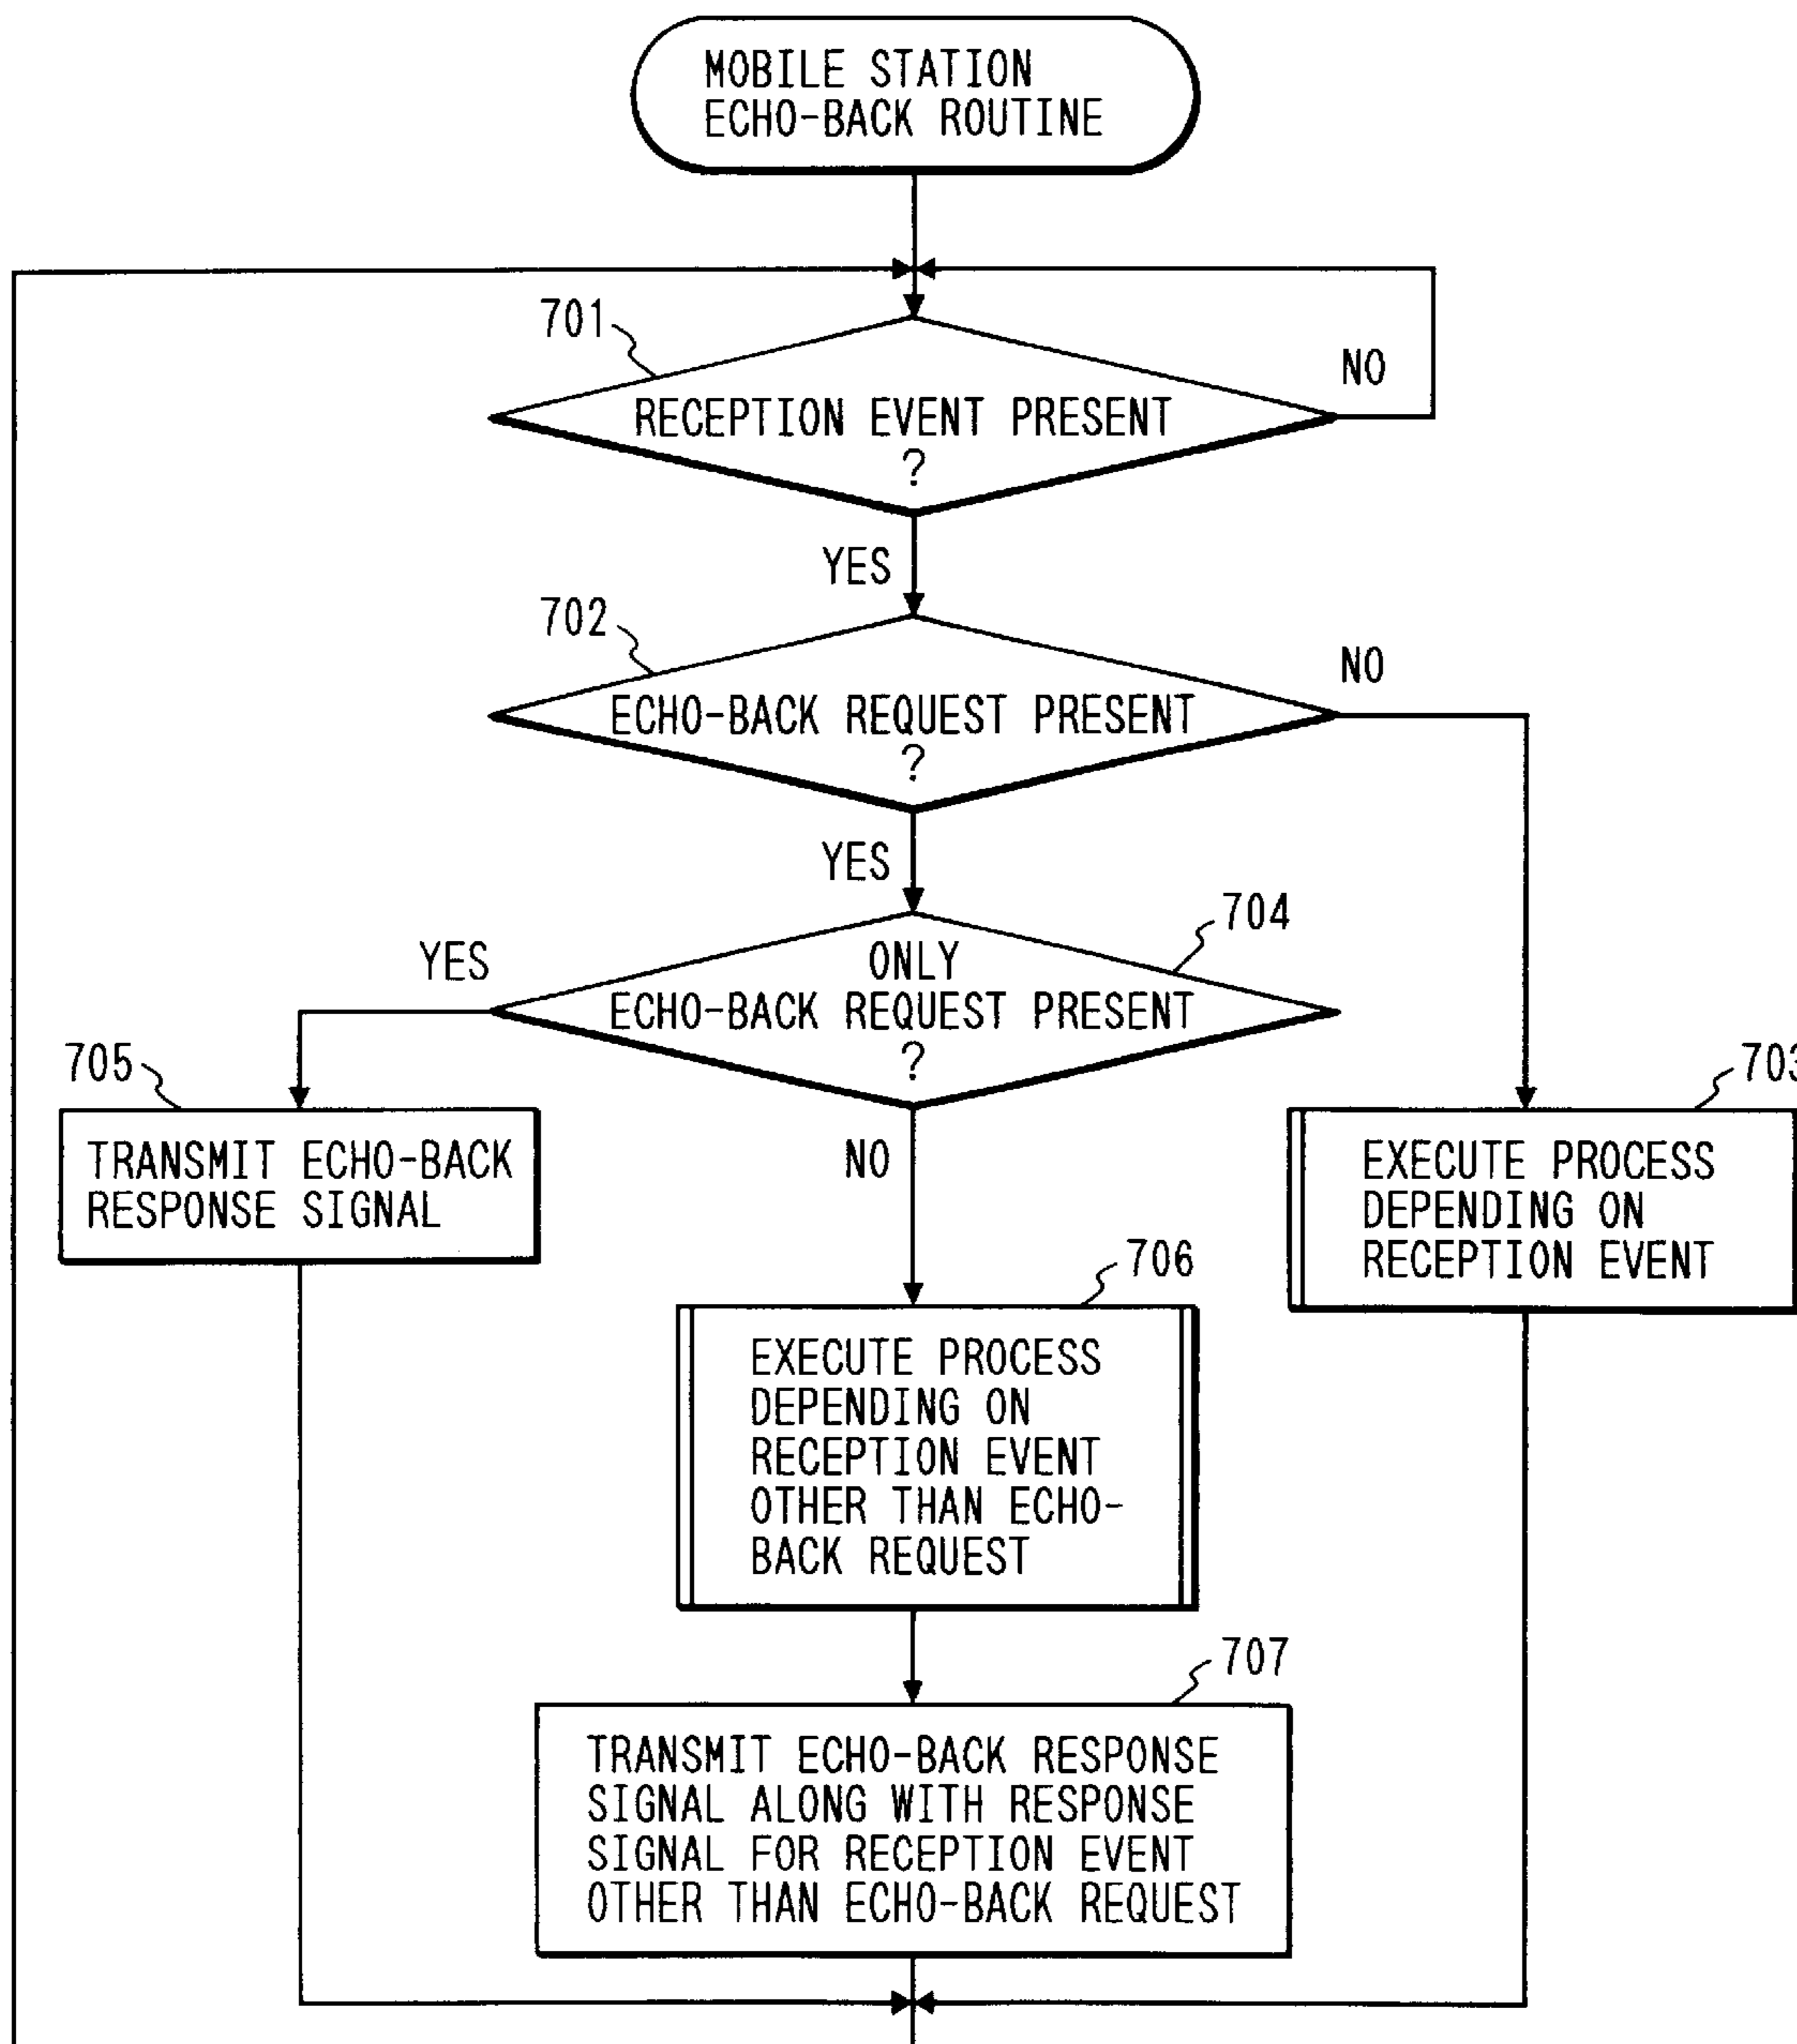 MOBILE STATION
ECHO-BACK ROUTINE
701
NO
RECEPTION EVENT PRESENT
?
YES
702
NO
ECHO-BACK REQUEST PRESENT
?
YES
704
YES
ONLY
ECHO-BACK REQUEST PRESENT
?
705
703
TRANSMIT ECHO-BACK
RESPONSE SIGNAL
NO
EXECUTE PROCESS
DEPENDING ON
RECEPTION EVENT
706
EXECUTE PROCESS
DEPENDING ON
RECEPTION EVENT
OTHER THAN ECHO-
BACK REQUEST
707
TRANSMIT ECHO-BACK RESPONSE
SIGNAL ALONG WITH RESPONSE
SIGNAL FOR RECEPTION EVENT
OTHER THAN ECHO-BACK REQUEST